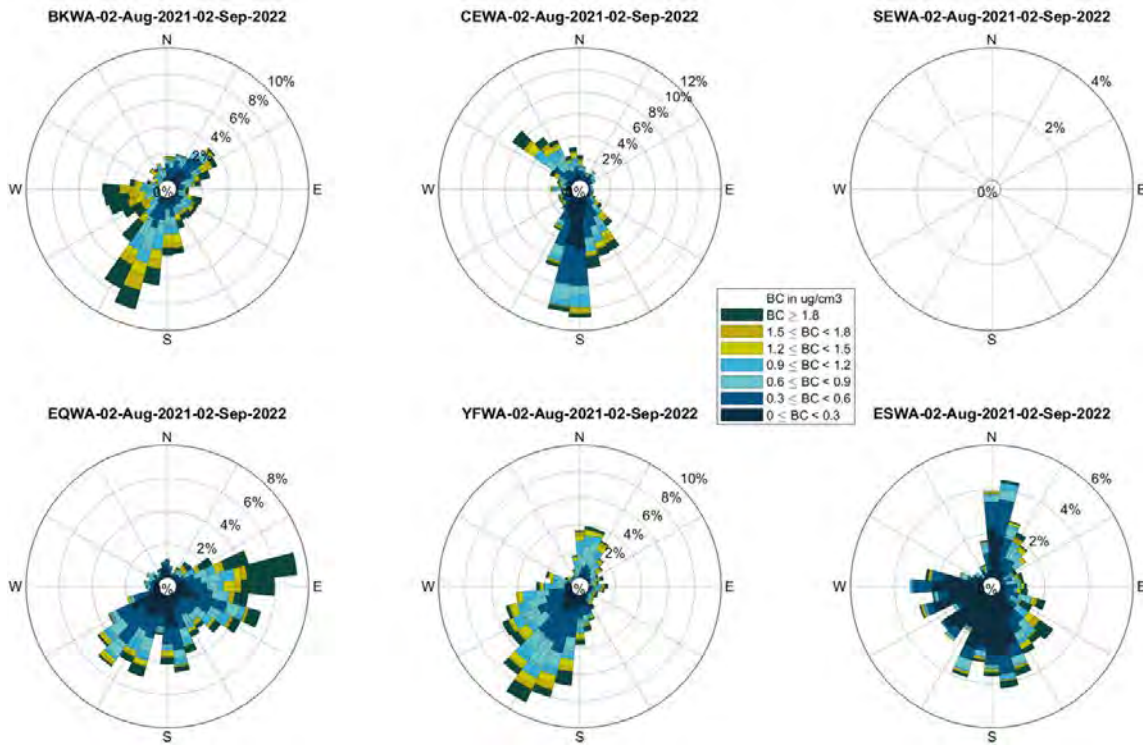 BKWA-02-Aug-2021-02-Sep-2022
CEWA-02-Aug-2021-02-Sep-2022
SEWA-02-Aug-2021-02-Sep-2022
N
10%
8%
6%
4%
2%
0%
W
E
S
N
12%
10%
8%
6%
4%
2%
0%
W
E
S
4%
2%
0%
W
E
S
BC in ug/cm3
BC ≥ 1.8
1.5 ≤ BC < 1.8
1.2 ≤ BC < 1.5
0.9 ≤ BC < 1.2
0.6 ≤ BC < 0.9
0.3 ≤ BC < 0.6
0 ≤ BC < 0.3
EQWA-02-Aug-2021-02-Sep-2022
YFWA-02-Aug-2021-02-Sep-2022
ESWA-02-Aug-2021-02-Sep-2022
N
8%
6%
4%
2%
%
W
E
S
N
10%
8%
6%
4%
2%
%
W
E
S
N
6%
4%
2%
%
W
E
S